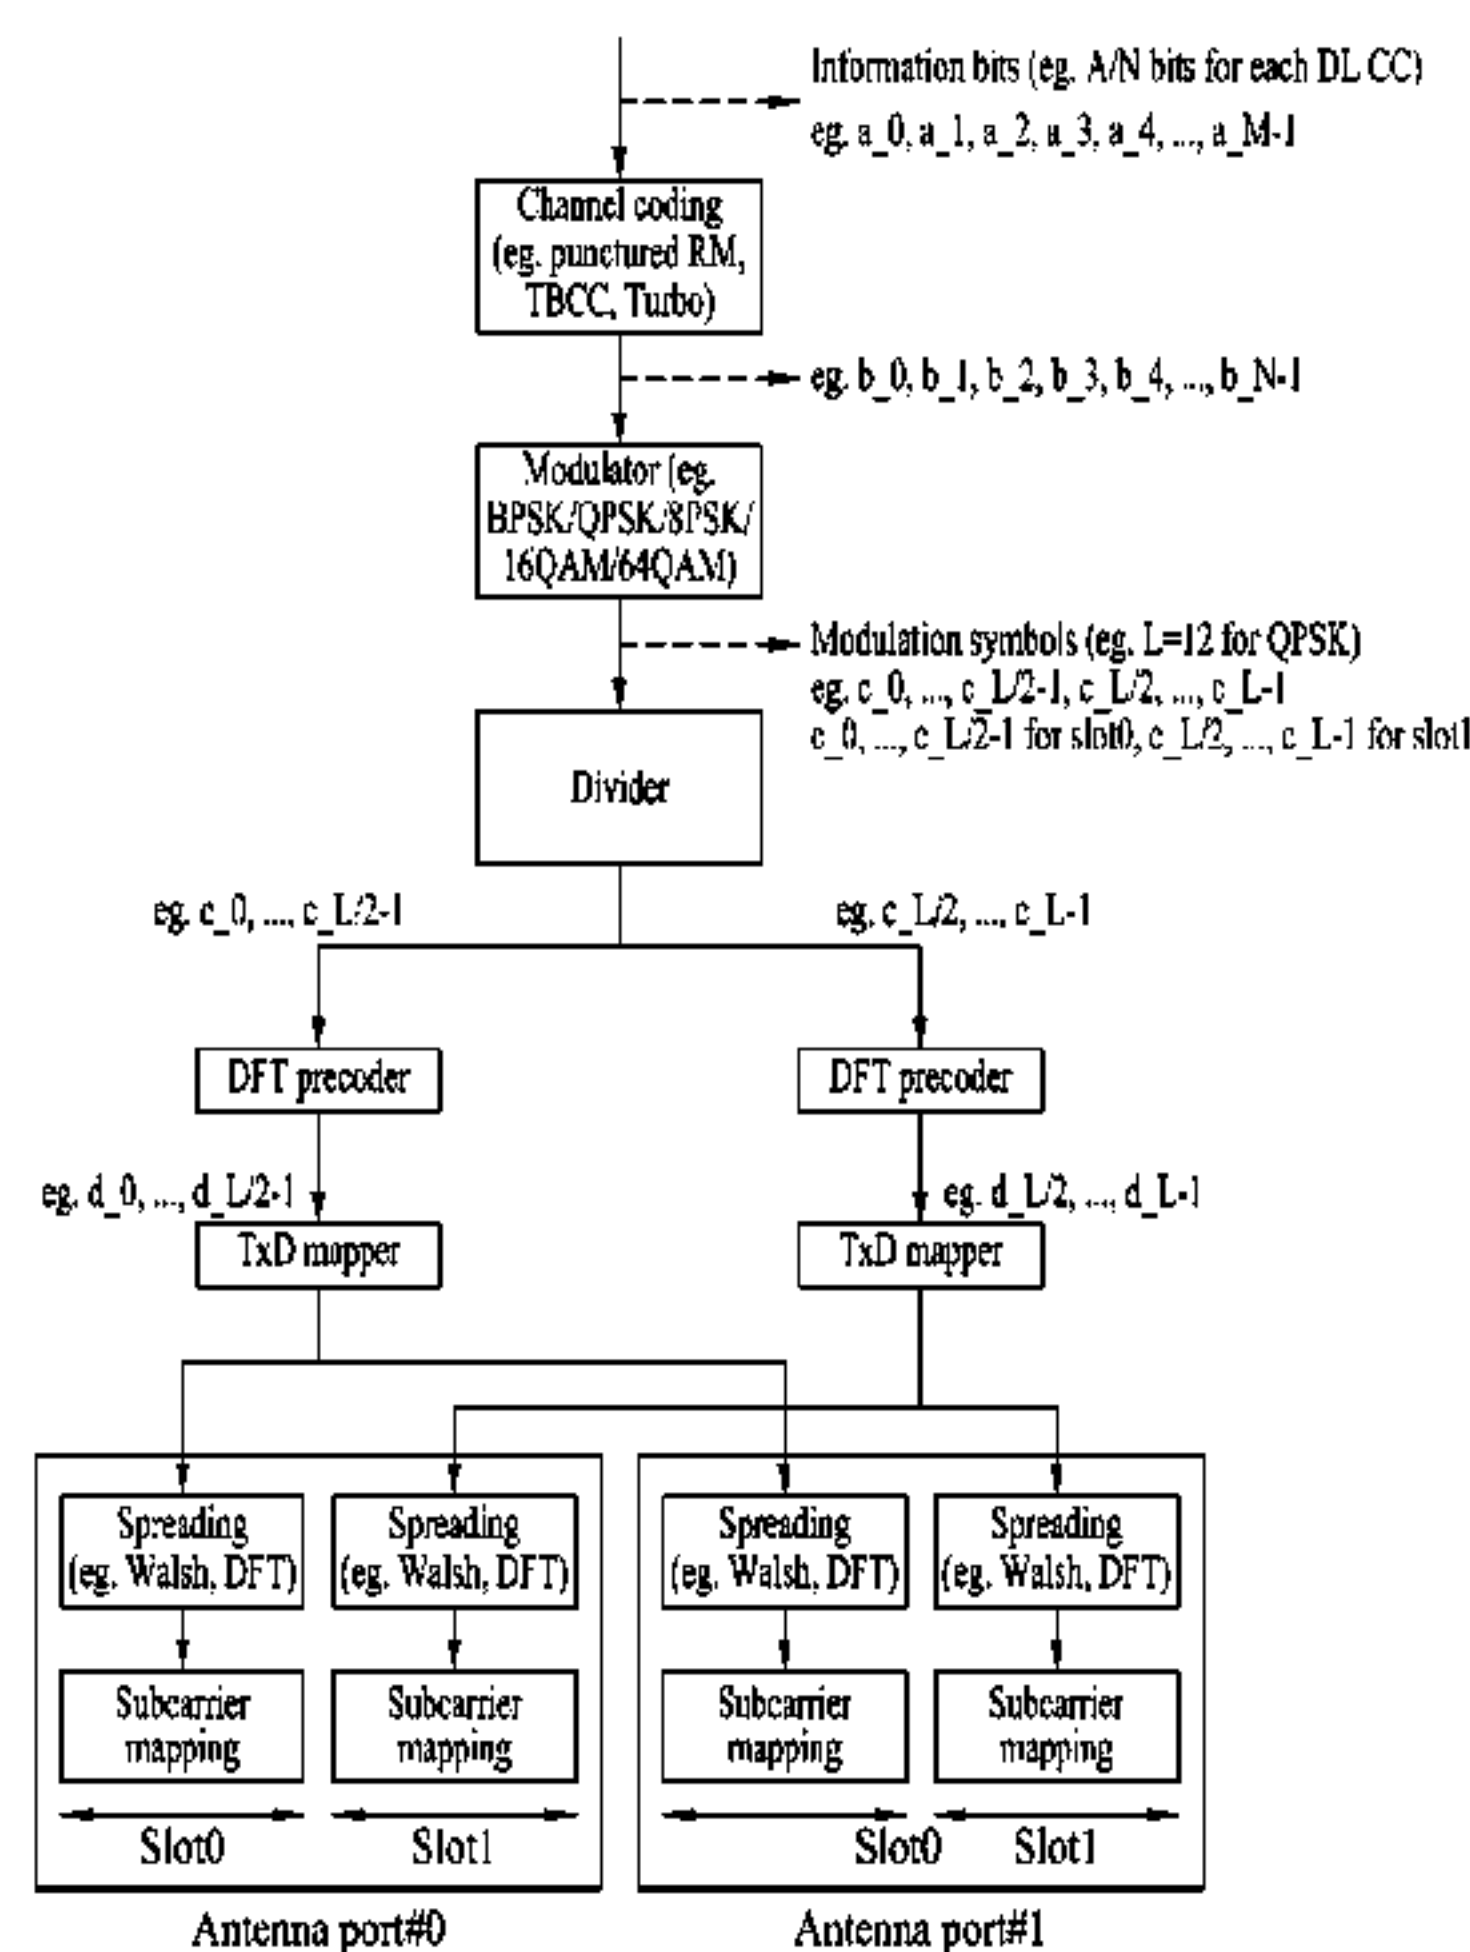 Information bits (eg. A/N bits for each DL CC)
eg. a_0, a_1, a_2, a_3, a_4, ..., a_M-1
Channel coding
(eg. punctured RM,
TBCC, Turbo)
eg. b_0, b_1, b_2, b_3, b_4, ..., b_N-1
Modulator (eg.
BPSK/QPSK/8PSK/
16QAM/64QAM)
Modulation symbols (eg. L=12 for QPSK)
eg. c_0, ..., c_L/2-1, c_L/2, ..., c_L-1
c_0, ..., c_L/2-1 for slot0, c_L/2, ..., c_L-1 for slot1
Divider
eg. c_0, ..., c_L/2-1
eg. c_L/2, ..., c_L-1
DFT precoder
DFT precoder
eg. d_0, ..., d_L/2-1
eg. d_L/2, ..., d_L-1
TxD mapper
TxD mapper
Spreading
(eg. Walsh, DFT)
Spreading
(eg. Walsh, DFT)
Spreading
(eg. Walsh, DFT)
Spreading
(eg. Walsh, DFT)
Subcarrier
mapping
Subcarrier
mapping
Subcarrier
mapping
Subcarrier
mapping
Slot0
Slot1
Slot0
Slot1
Antenna port#0
Antenna port#1